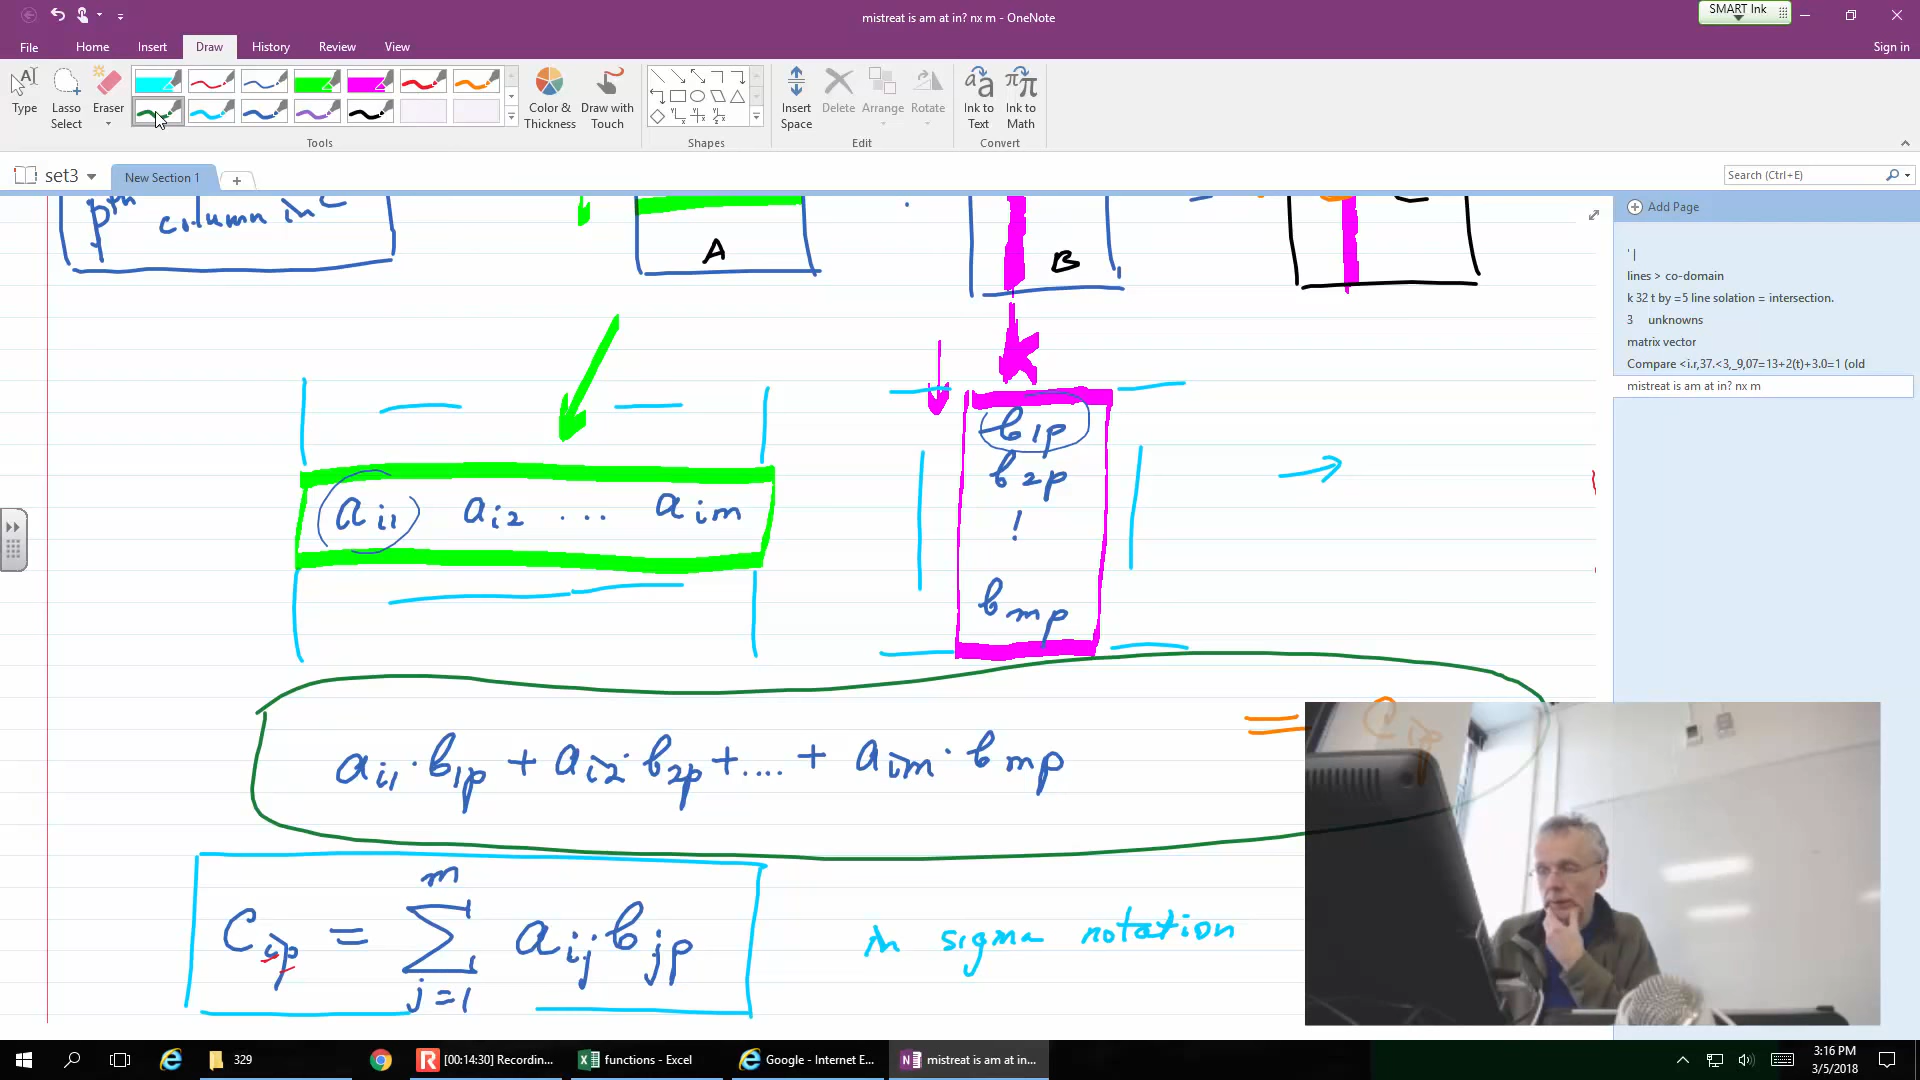 mistreat is am at in? nx m - OneNote
SMART Ink
File Home Insert Draw History Review View
Sign in
Type
Lasso Select
Eraser
Color & Thickness
Draw with Touch
Insert Space
Delete
Arrange
Rotate
Ink to Text
Ink to Math
Tools
Shapes
Edit
Convert
set3
New Section 1
Search (Ctrl+E)
Add Page
' |
lines > co-domain
k 32 t by =5 line solation = intersection.
3 unknowns
matrix vector
Compare <i.r,37.<3,_9,07=13+2(t)+3.0=1 (old
mistreat is am at in? nx m
pth column in C
A
B
a i1 a i2 ... a im
b 1p
b 2p
b mp
a i1 · b 1p + a i2 · b 2p + .... + a im · b mp = C ip
C ip = m ∑ j=1 a ij b jp
in sigma notation
329
[00:14:30] Recordin...
functions - Excel
Google - Internet E...
mistreat is am at in...
3:16 PM
3/5/2018